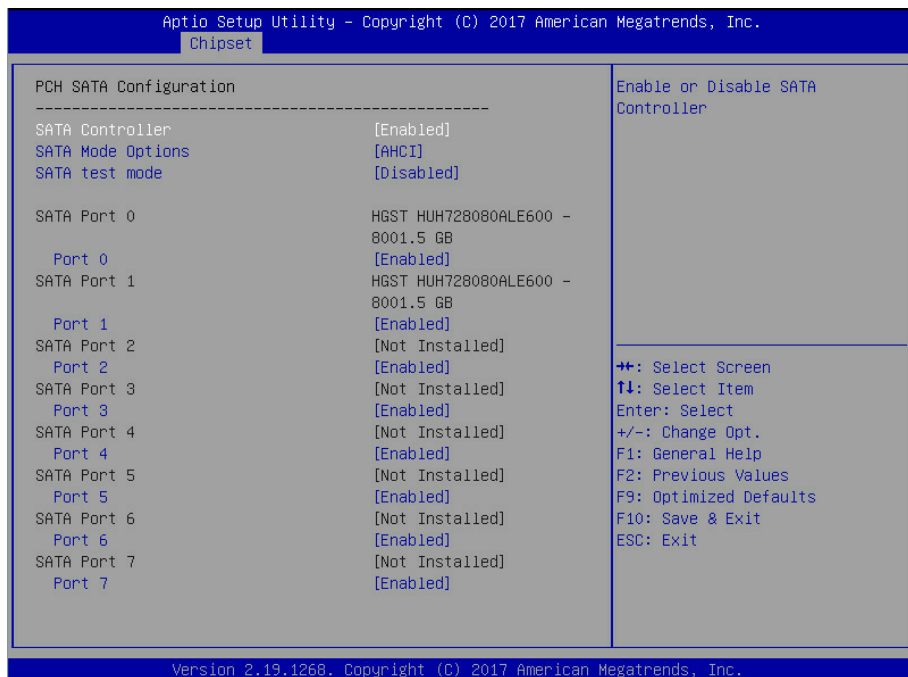 Aptio Setup Utility – Copyright (C) 2017 American Megatrends, Inc.
Chipset
PCH SATA Configuration
--------------------------------------------------
SATA Controller [Enabled]
SATA Mode Options [AHCI]
SATA test mode [Disabled]
SATA Port 0 HGST HUH728080ALE600 –
8001.5 GB
Port 0 [Enabled]
SATA Port 1 HGST HUH728080ALE600 –
8001.5 GB
Port 1 [Enabled]
SATA Port 2 [Not Installed]
Port 2 [Enabled]
SATA Port 3 [Not Installed]
Port 3 [Enabled]
SATA Port 4 [Not Installed]
Port 4 [Enabled]
SATA Port 5 [Not Installed]
Port 5 [Enabled]
SATA Port 6 [Not Installed]
Port 6 [Enabled]
SATA Port 7 [Not Installed]
Port 7 [Enabled]
Enable or Disable SATA
Controller
→←: Select Screen
↑↓: Select Item
Enter: Select
+/-: Change Opt.
F1: General Help
F2: Previous Values
F9: Optimized Defaults
F10: Save & Exit
ESC: Exit
Version 2.19.1268. Copyright (C) 2017 American Megatrends, Inc.